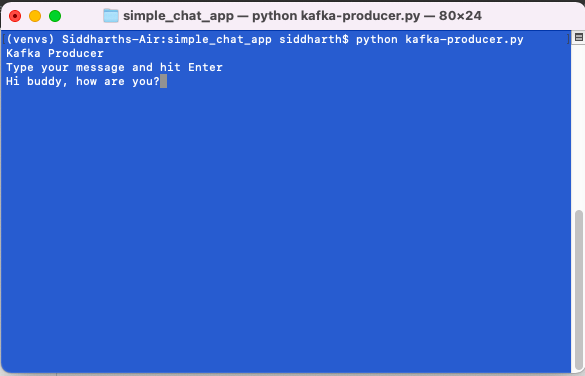 simple_chat_app — python kafka-producer.py — 80×24
(venvs) Siddharths-Air:simple_chat_app siddharth$ python kafka-producer.py
Kafka Producer
Type your message and hit Enter
Hi buddy, how are you?